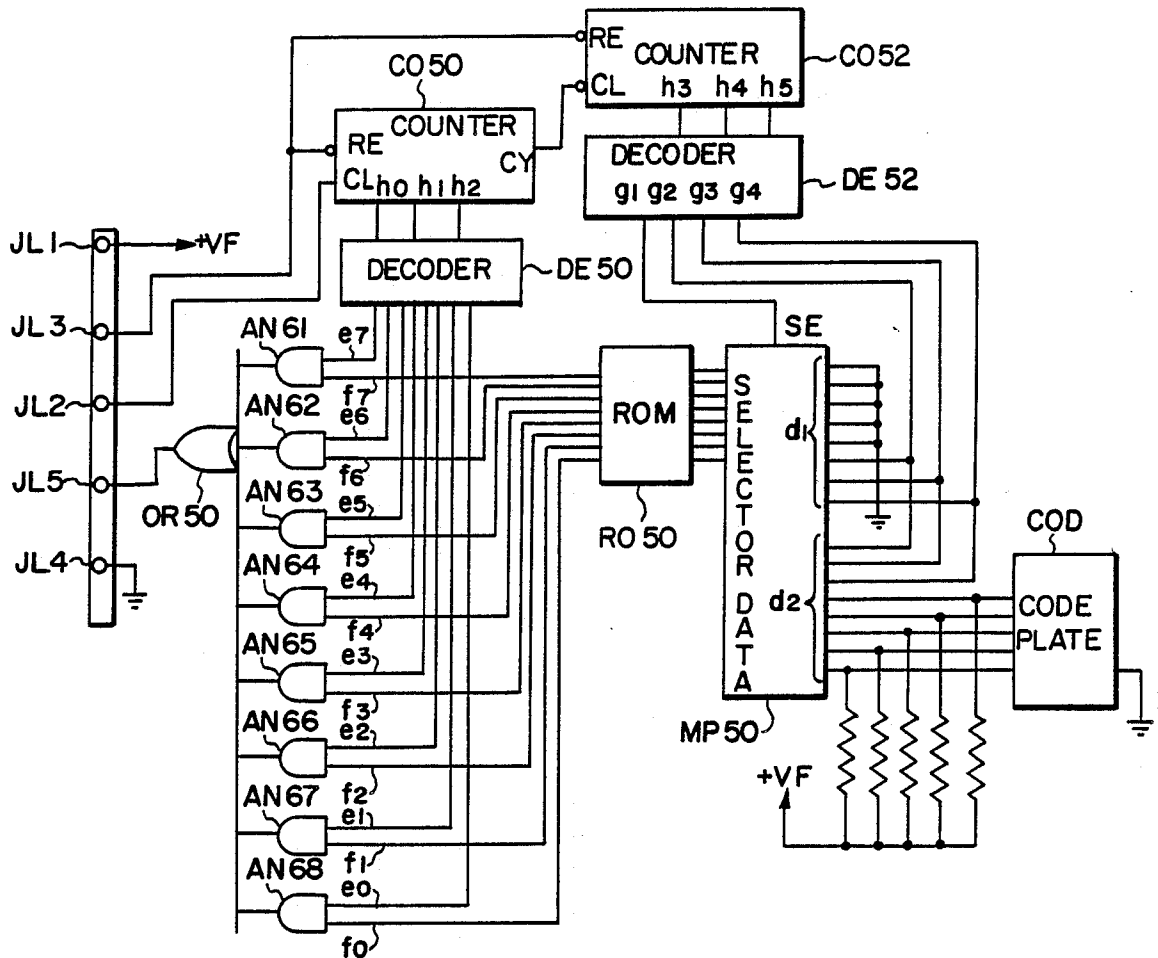 CO50
RE
COUNTER
CL
h3 h4 h5
CO52
COUNTER
RE
CY
CL
h0 h1 h2
DECODER
g1 g2 g3 g4
DE52
JL1
+VF
DECODER
DE50
JL3
JL2
JL5
JL4
OR50
AN61
e7
f7
AN62
e6
f6
AN63
e5
f5
AN64
e4
f4
AN65
e3
f3
AN66
e2
f2
AN67
e1
f1
AN68
e0
f0
ROM
RO50
SE
SELECTOR DATA
d1
d2
MP50
COD
CODE
PLATE
+VF